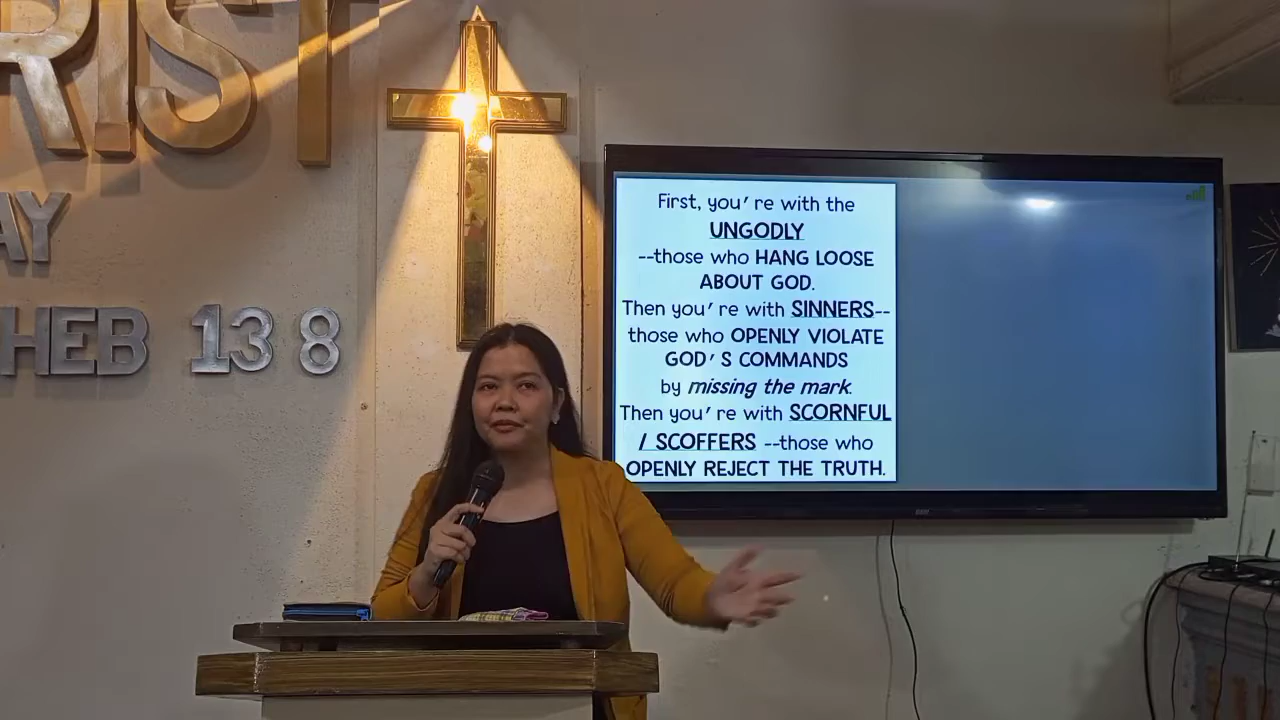 RIST
AY
HEB 13 8
First, you're with the
UNGODLY
--those who HANG LOOSE
ABOUT GOD.
Then you're with SINNERS--
those who OPENLY VIOLATE
GOD'S COMMANDS
by missing the mark.
Then you're with SCORNFUL
/ SCOFFERS --those who
OPENLY REJECT THE TRUTH.